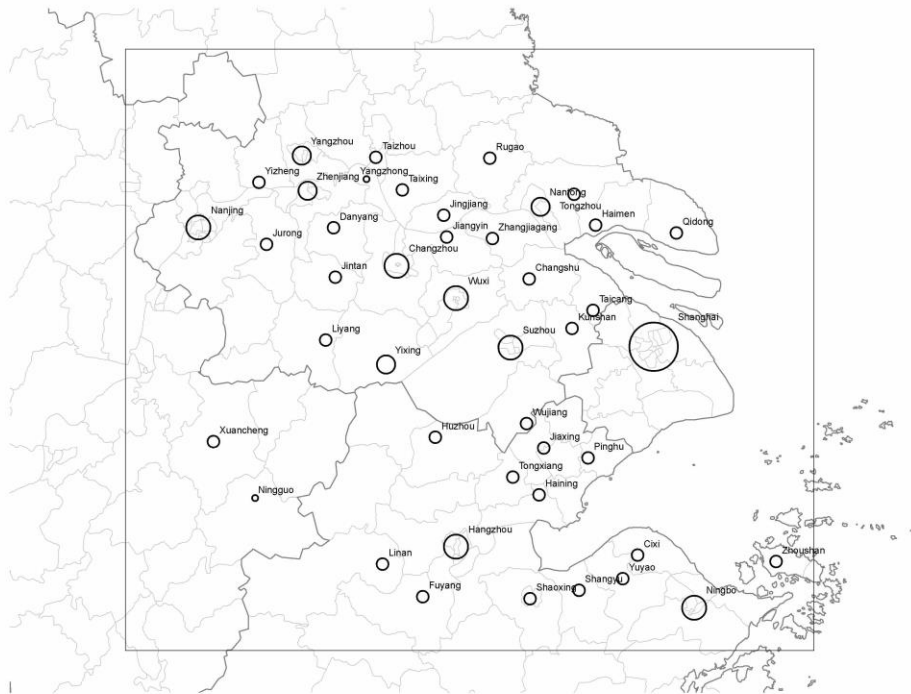 Yangzhou
Taizhou
Rugao
Yizheng
Zhenjiang
Yangzhong
Taixing
Nantong
Tongzhou
Nanjing
Danyang
Jingjiang
Haimen
Qidong
Jurong
Jiangyin
Zhangjiagang
Changzhou
Jintan
Changshu
Wuxi
Taicang
Kunshan
Shanghai
Liyang
Suzhou
Yixing
Wujiang
Xuancheng
Huzhou
Jiaxing
Pinghu
Tongxiang
Haining
Ningguo
Hangzhou
Linan
Cixi
Zhoushan
Yuyao
Fuyang
Shaoxing
Shangyu
Ningbo